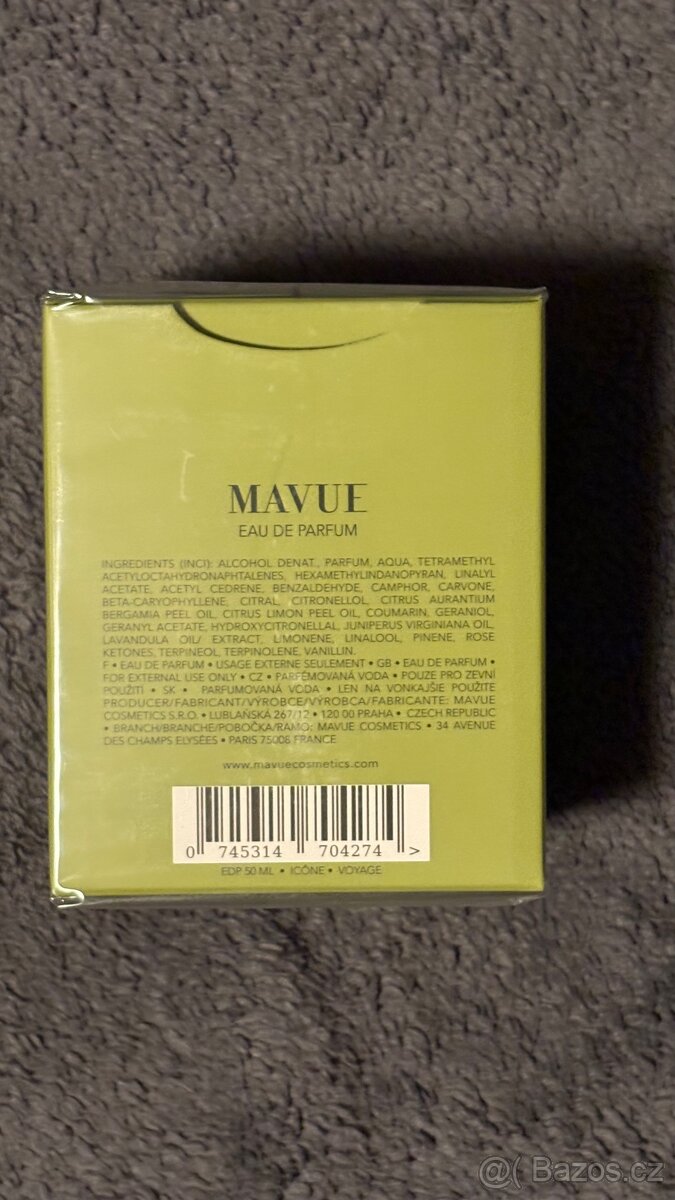 MAVUE
EAU DE PARFUM
INGREDIENTS (INCI): ALCOHOL DENAT., PARFUM, AQUA, TETRAMETHYL
ACETYLOCTAHYDRONAPHTALENES, HEXAMETHYLINDANOPYRAN, LINALYL
ACETATE, ACETYL CEDRENE, BENZALDEHYDE, CAMPHOR, CARVONE,
BETA-CARYOPHYLLENE, CITRAL, CITRONELLOL, CITRUS AURANTIUM
BERGAMIA PEEL OIL, CITRUS LIMON PEEL OIL, COUMARIN, GERANIOL,
GERANYL ACETATE, HYDROXYCITRONELLAL, JUNIPERUS VIRGINIANA OIL,
LAVANDULA OIL/ EXTRACT, LIMONENE, LINALOOL, PINENE, ROSE
KETONES, TERPINEOL, TERPINOLENE, VANILLIN.
F • EAU DE PARFUM • USAGE EXTERNE SEULEMENT • GB • EAU DE PARFUM •
FOR EXTERNAL USE ONLY • CZ • PARFÉMOVANÁ VODA • POUZE PRO ZEVNÍ
POUŽITÍ • SK • PARFUMOVANÁ VODA • LEN NA VONKAJŠIE POUŽITE
PRODUCER/FABRICANT/VÝROBCE/VÝROBCA/FABRICANTE: MAVUE
COSMETICS S.R.O. • LUBLAŇSKÁ 267/12 • 120 00 PRAHA • CZECH REPUBLIC
• BRANCH/BRANCHE/POBOČKA/RAMO: MAVUE COSMETICS • 34 AVENUE
DES CHAMPS ELYSÉES • PARIS 75008 FRANCE
www.mavuecosmetics.com
0 745314 704274 >
EDP 50 ML • ICÔNE • VOYAGE
@ Bazos.cz